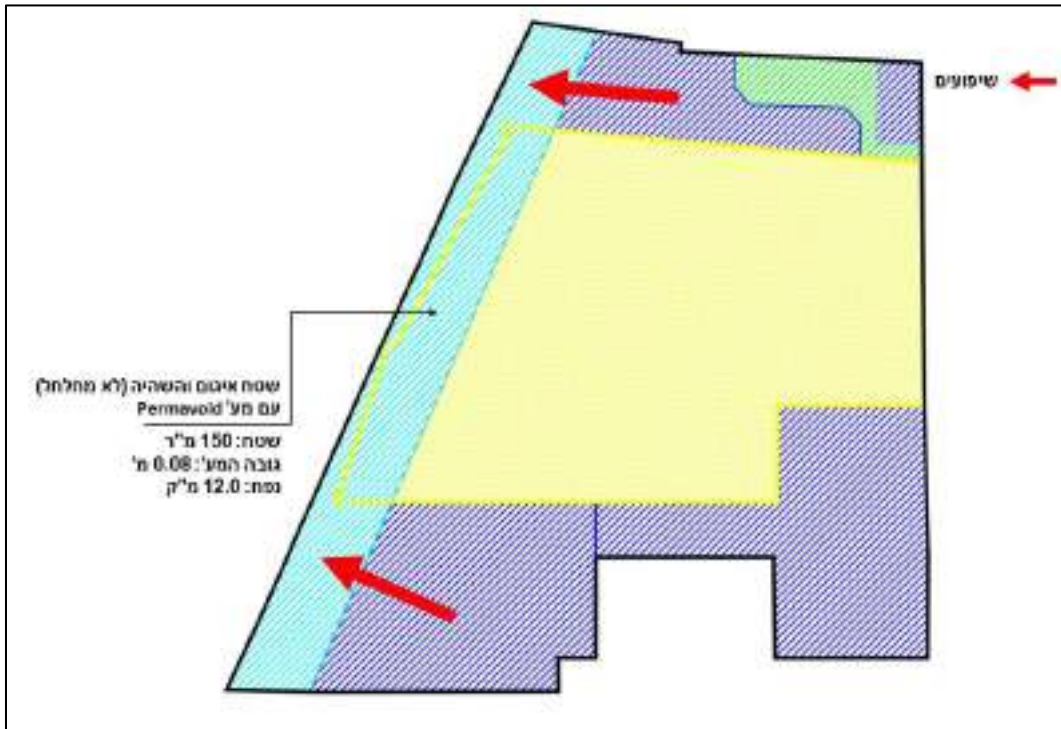 שיפועים
שטח איגום והשהיה (לא מחלחל)
עם מע' Permavoid
שטח: 150 מ"ר
גובה המע': 0.08 מ'
נפח: 12.0 מ"ק